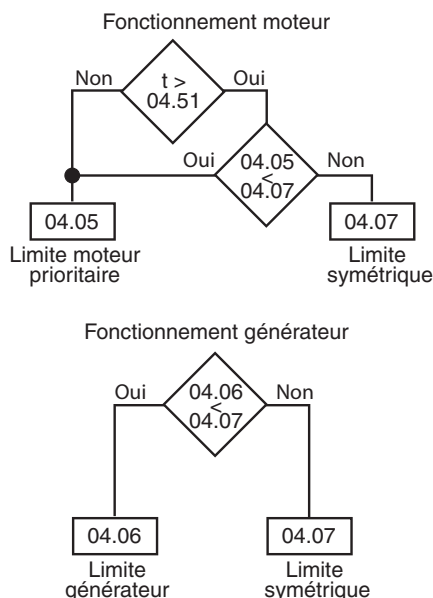 Fonctionnement moteur
Non
t >
04.51
Oui
Oui
04.05
<
04.07
Non
04.05
Limite moteur
prioritaire
04.07
Limite
symétrique
Fonctionnement générateur
Oui
04.06
<
04.07
Non
04.06
Limite
générateur
04.07
Limite
symétrique